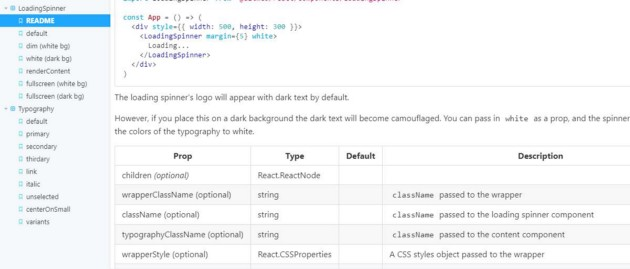 LoadingSpinner
README
default
dim (white bg)
white (dark bg)
renderContent
fullscreen (white bg)
fullscreen (dark bg)
Typography
default
primary
secondary
thirdary
link
italic
unselected
centerOnSmall
variants
const App = () => (
<div style={{ width: 500, height: 300 }}>
<LoadingSpinner margin={5} white>
Loading...
</LoadingSpinner>
</div>
)
The loading spinner's logo will appear with dark text by default.
However, if you place this on a dark background the dark text will become camouflaged. You can pass in white as a prop, and the spinner
the colors of the typography to white.
Prop Type Default Description
children (optional) React.ReactNode
wrapperClassName (optional) string className passed to the wrapper
className (optional) string className passed to the loading spinner component
typographyClassName (optional) string className passed to the content component
wrapperStyle (optional) React.CSSProperties A CSS styles object passed to the wrapper